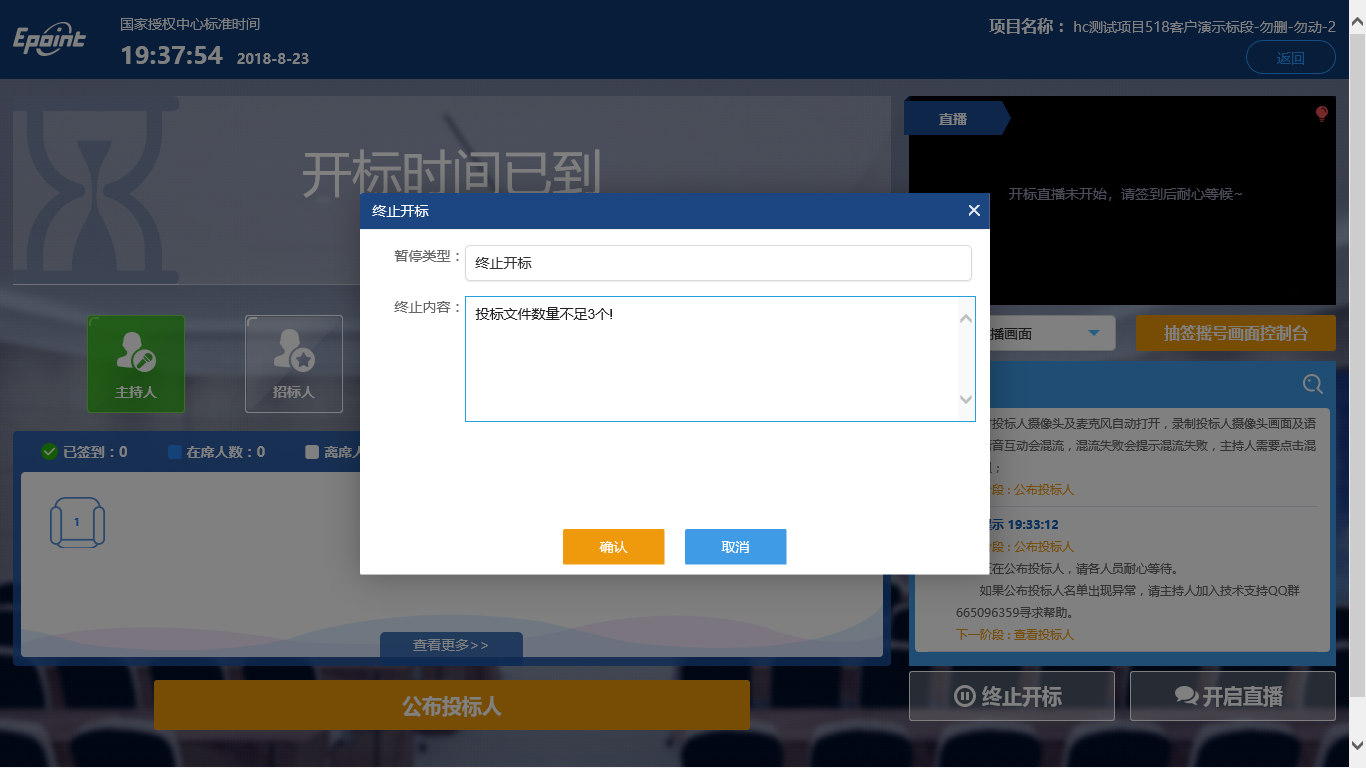 Epoint
国家授权中心标准时间
19:37:54 2018-8-23
项目名称： hc测试项目518客户演示标段-勿删-勿动-2
返回
开标时间已到
直播
开标直播未开始，请签到后耐心等候~
终止开标
暂停类型： 终止开标
终止内容： 投标文件数量不足3个!
确认 取消
主持人
招标人
播画面
抽签摇号画面控制台
已签到：0 在席人数：0 离席人
1
查看更多>>
投标人摄像头及麦克风自动打开，录制投标人摄像头画面及语
音互动会混流，混流失败会提示混流失败，主持人需要点击混
；
段：公布投标人
示 19:33:12
段：公布投标人
在公布投标人，请各人员耐心等待。
如果公布投标人名单出现异常，请主持人加入技术支持QQ群
665096359寻求帮助。
下一阶段：查看投标人
公布投标人
终止开标
开启直播